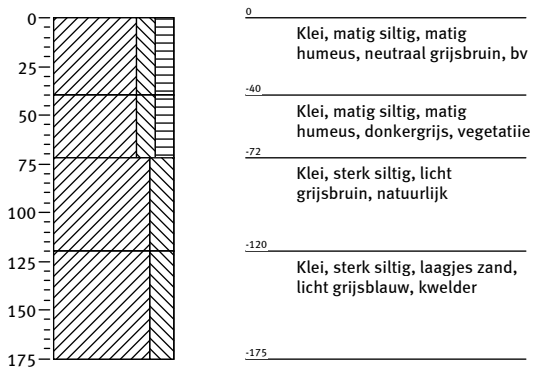 0
25
50
75
100
125
150
175
0
Klei, matig siltig, matig
humeus, neutraal grijsbruin, bv
-40
Klei, matig siltig, matig
humeus, donkergrijs, vegetatiie
-72
Klei, sterk siltig, licht
grijsbruin, natuurlijk
-120
Klei, sterk siltig, laagjes zand,
licht grijsblauw, kwelder
-175